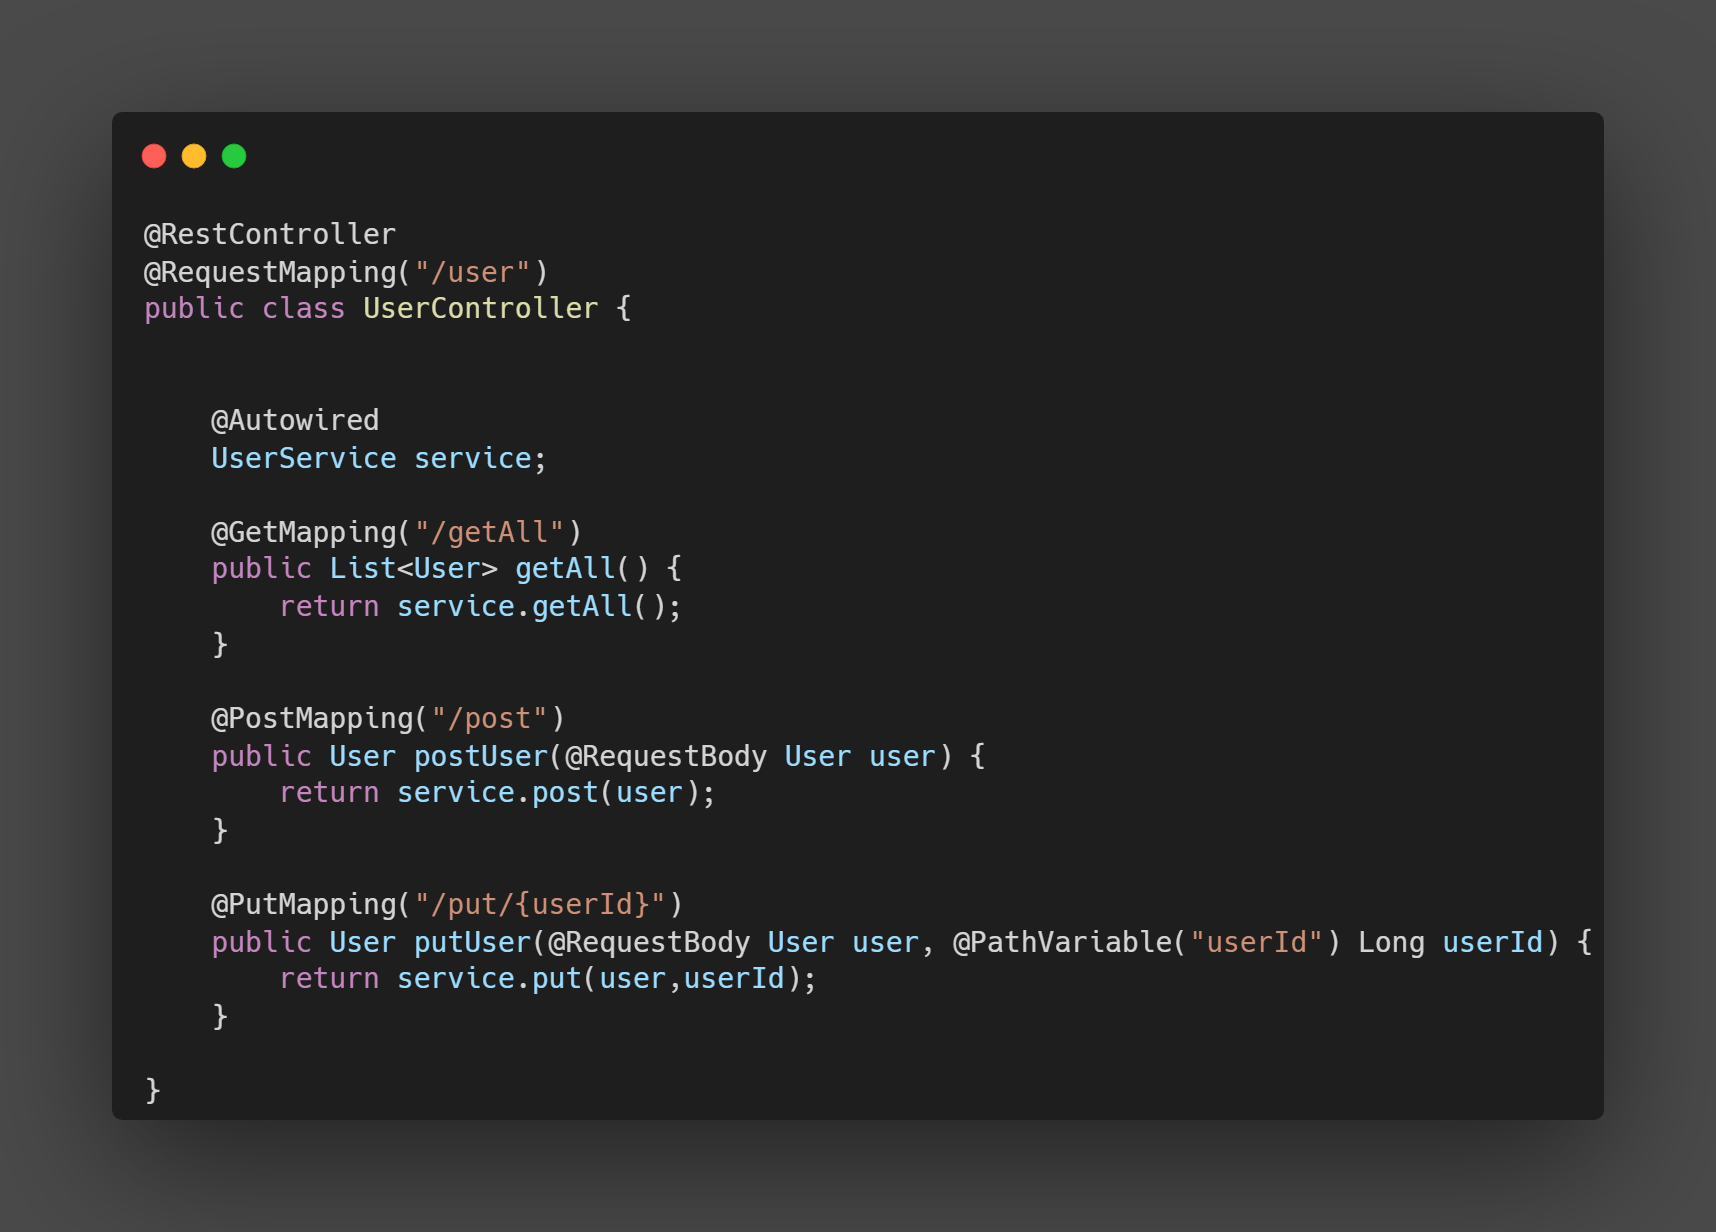 @RestController
@RequestMapping("/user")
public class UserController {
@Autowired
UserService service;
@GetMapping("/getAll")
public List<User> getAll() {
return service.getAll();
}
@PostMapping("/post")
public User postUser(@RequestBody User user) {
return service.post(user);
}
@PutMapping("/put/{userId}")
public User putUser(@RequestBody User user, @PathVariable("userId") Long userId) {
return service.put(user,userId);
}
}